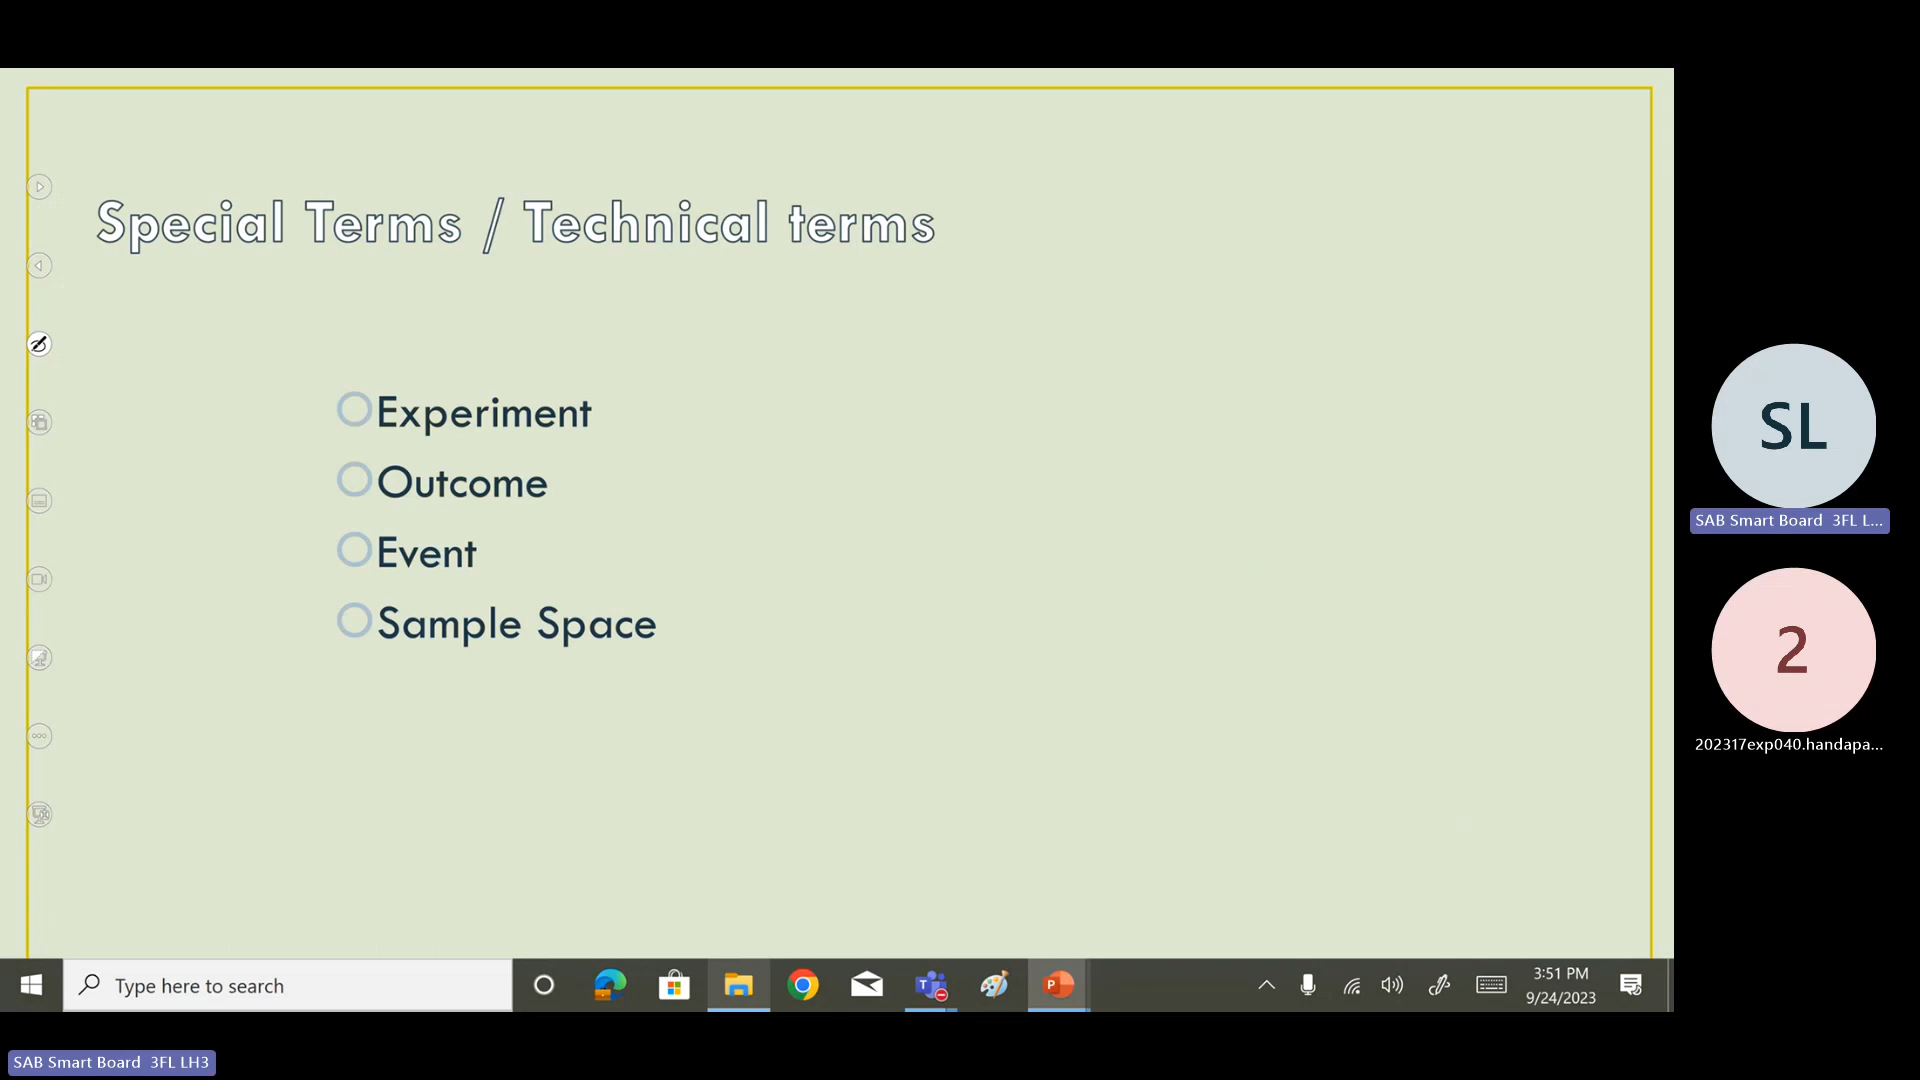 Special Terms / Technical terms
Experiment
Outcome
Event
Sample Space
SL
SAB Smart Board 3FL L...
2
202317exp040.handapa...
Type here to search
3:51 PM
9/24/2023
SAB Smart Board 3FL LH3